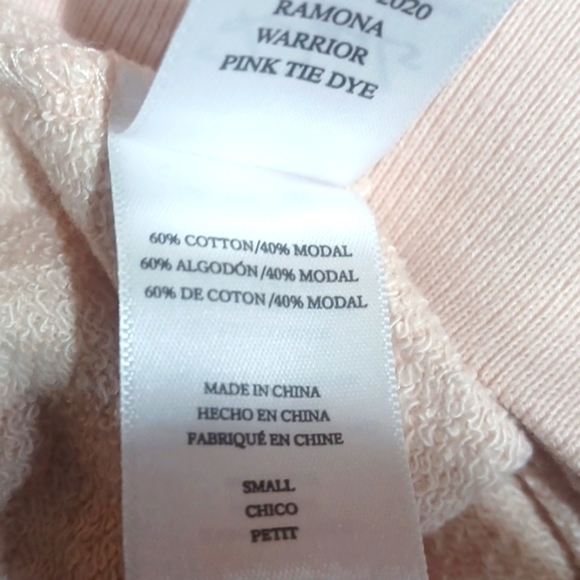 2020
RAMONA
WARRIOR
PINK TIE DYE
60% COTTON/40% MODAL
60% ALGODÓN/40% MODAL
60% DE COTON/40% MODAL
MADE IN CHINA
HECHO EN CHINA
FABRIQUÉ EN CHINE
SMALL
CHICO
PETIT